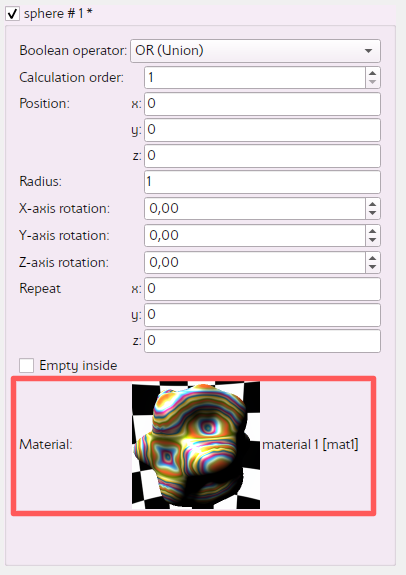 sphere # 1 *
Boolean operator: OR (Union)
Calculation order: 1
Position: x: 0
y: 0
z: 0
Radius: 1
X-axis rotation: 0,00
Y-axis rotation: 0,00
Z-axis rotation: 0,00
Repeat x: 0
y: 0
z: 0
Empty inside
Material: material 1 [mat1]